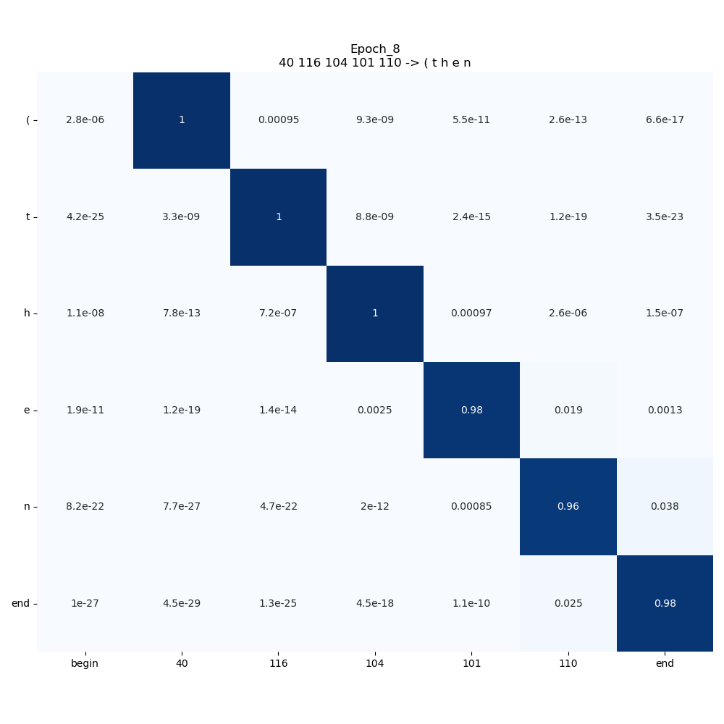 Epoch_8
40 116 104 101 110 -> ( t h e n
( 2.8e-06 1 0.00095 9.3e-09 5.5e-11 2.6e-13 6.6e-17
t 4.2e-25 3.3e-09 1 8.8e-09 2.4e-15 1.2e-19 3.5e-23
h 1.1e-08 7.8e-13 7.2e-07 1 0.00097 2.6e-06 1.5e-07
e 1.9e-11 1.2e-19 1.4e-14 0.0025 0.98 0.019 0.0013
n 8.2e-22 7.7e-27 4.7e-22 2e-12 0.00085 0.96 0.038
end 1e-27 4.5e-29 1.3e-25 4.5e-18 1.1e-10 0.025 0.98
begin 40 116 104 101 110 end